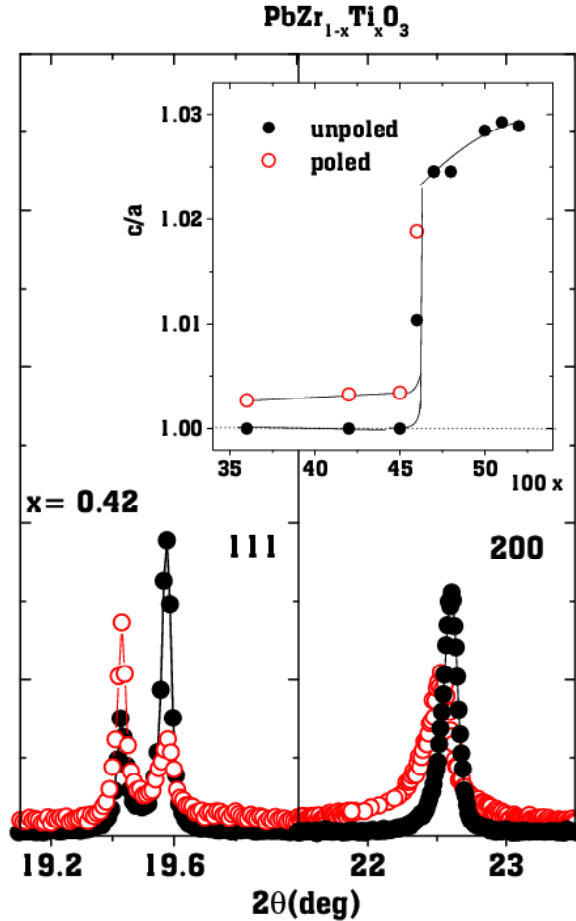 PbZr₁₋ₓTiₓO₃
1.03
1.02
1.01
1.00
c/a
unpoled
poled
35 40 45 50
100 x
x= 0.42
111
200
19.2 19.6 22 23
2θ(deg)